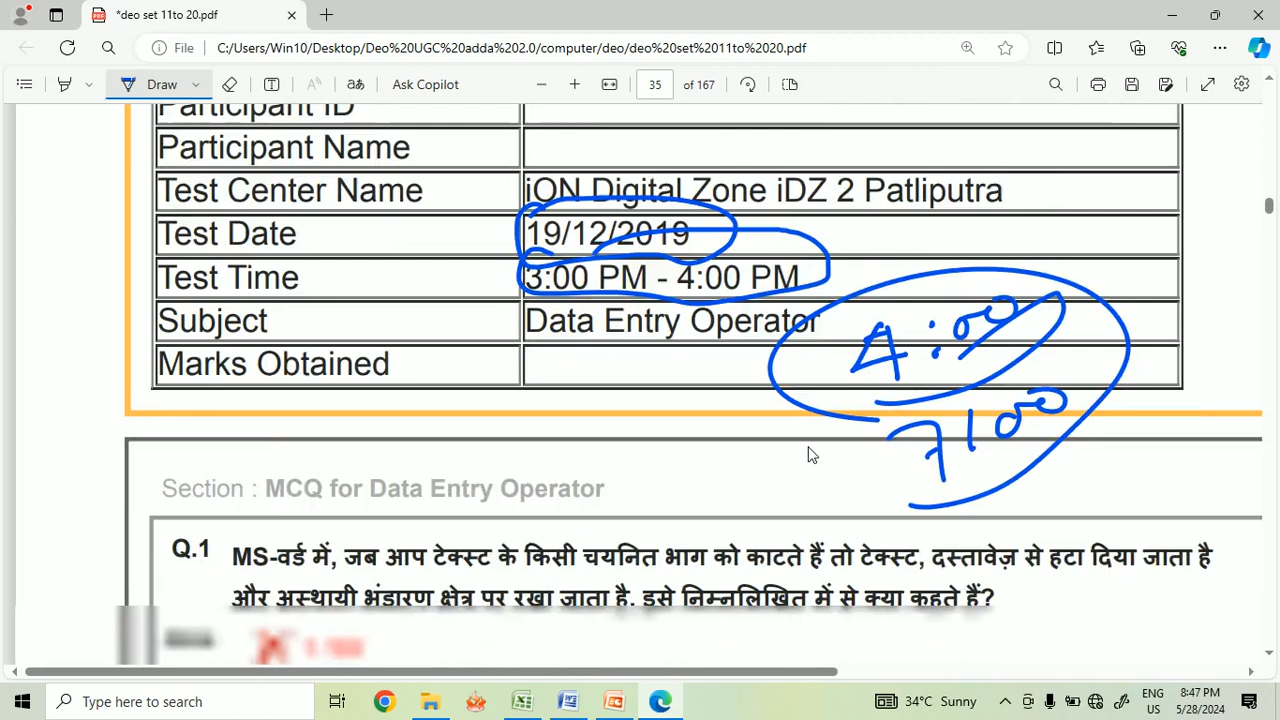 *deo set 11to 20.pdf
File
C:/Users/Win10/Desktop/Deo%20UGC%20adda%202.0/computer/deo/deo%20set%2011to%2020.pdf
Draw
aあ
Ask Copilot
35 of 167
Participant ID
Participant Name
Test Center Name iON Digital Zone iDZ 2 Patliputra
Test Date 19/12/2019
Test Time 3:00 PM - 4:00 PM
Subject Data Entry Operator
Marks Obtained
4:00
7:00
Section : MCQ for Data Entry Operator
Q.1 MS-वर्ड में, जब आप टेक्स्ट के किसी चयनित भाग को काटते हैं तो टेक्स्ट, दस्तावेज़ से हटा दिया जाता है
और अस्थायी भंडारण क्षेत्र पर रखा जाता है. इसे निम्नलिखित में से क्या कहते हैं?
Type here to search
34°C Sunny
ENG
US
8:47 PM
5/28/2024